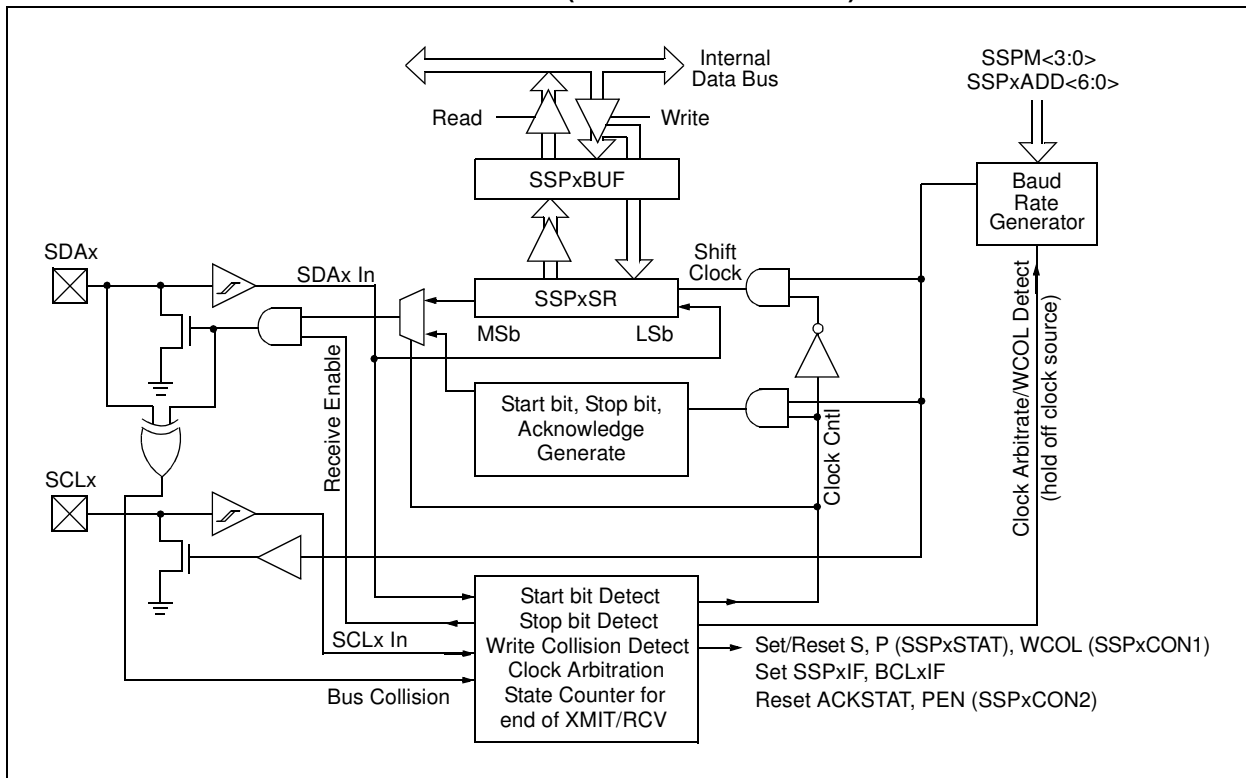 Internal
Data Bus
SSPM<3:0>
SSPxADD<6:0>
Read
Write
SSPxBUF
Baud
Rate
Generator
SDAx
SDAx In
Shift
Clock
SSPxSR
MSb
LSb
Receive Enable
Start bit, Stop bit,
Acknowledge
Generate
Clock Cntl
Clock Arbitrate/WCOL Detect
(hold off clock source)
SCLx
SCLx In
Bus Collision
Start bit Detect
Stop bit Detect
Write Collision Detect
Clock Arbitration
State Counter for
end of XMIT/RCV
Set/Reset S, P (SSPxSTAT), WCOL (SSPxCON1)
Set SSPxIF, BCLxIF
Reset ACKSTAT, PEN (SSPxCON2)